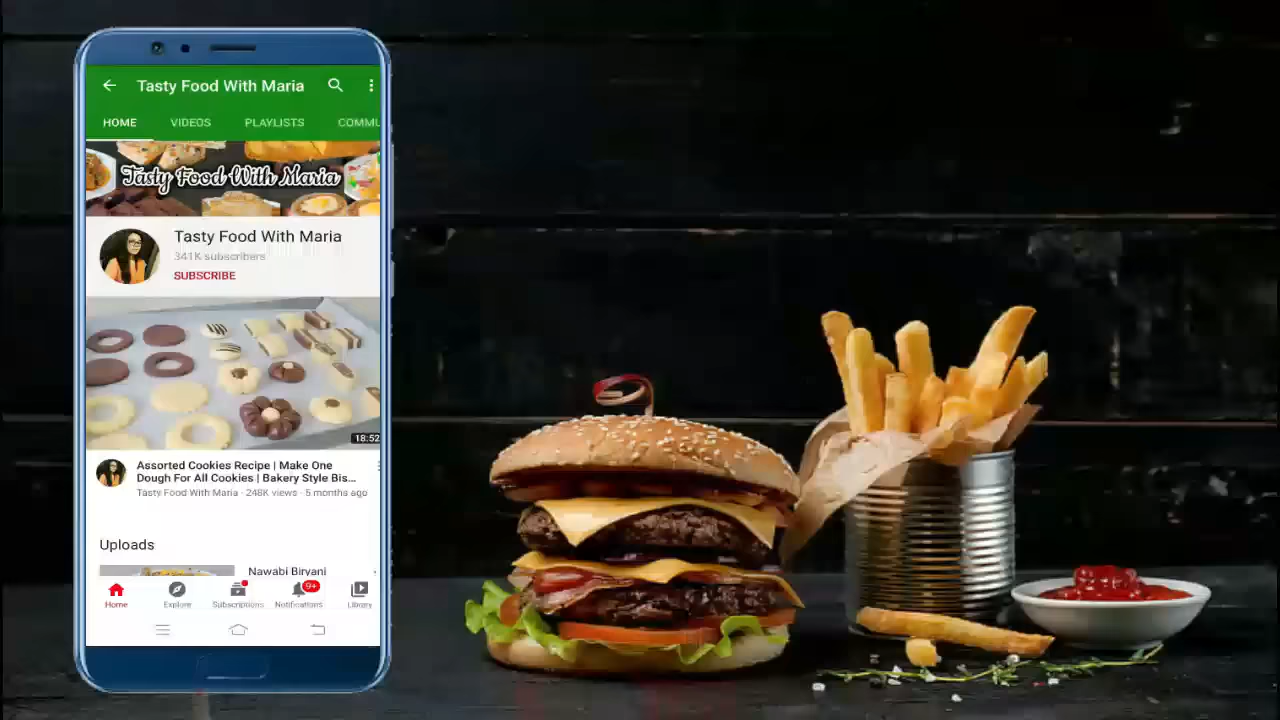 Tasty Food With Maria
HOME VIDEOS PLAYLISTS COMMU
Tasty Food With Maria
Tasty Food With Maria
341K subscribers
SUBSCRIBE
18:52
Assorted Cookies Recipe | Make One
Dough For All Cookies | Bakery Style Bis...
Tasty Food With Maria · 248K views · 5 months ago
Uploads
Nawabi Biryani
9+
Home Explore Subscriptions Notifications Library